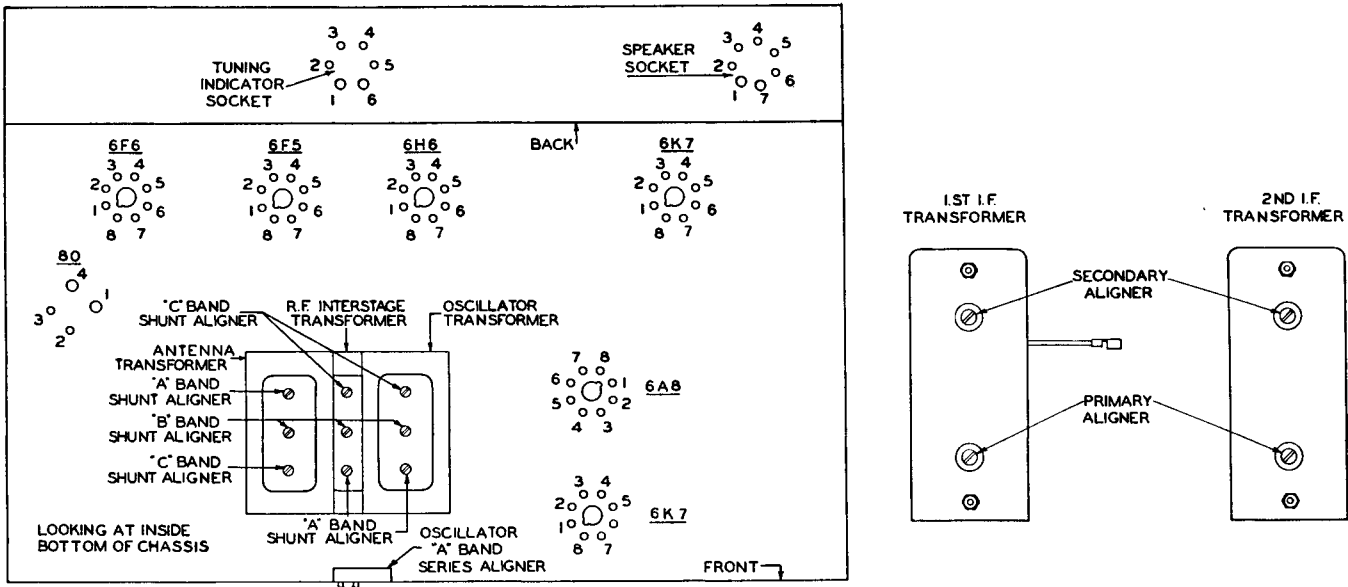 3 4
2 5
1 6
TUNING
INDICATOR
SOCKET
SPEAKER
SOCKET
3 4 5
2 6
1 7
BACK
6F6
3 4
2 5
1 6
8 7
6F5
3 4
2 5
1 6
8 7
6H6
3 4
2 5
1 6
8 7
6K7
3 4
2 5
1 6
8 7
80
4
1
3
2
"C" BAND
SHUNT ALIGNER
R.F. INTERSTAGE
TRANSFORMER
OSCILLATOR
TRANSFORMER
ANTENNA
TRANSFORMER
"A" BAND
SHUNT ALIGNER
"B" BAND
SHUNT ALIGNER
"C" BAND
SHUNT ALIGNER
"A" BAND
SHUNT ALIGNER
OSCILLATOR
"A" BAND
SERIES ALIGNER
7 8
6 1
5 2
4 3
6A8
3 4
2 5
1 6
8 7
6K7
LOOKING AT INSIDE
BOTTOM OF CHASSIS
FRONT
1.ST I.F.
TRANSFORMER
2ND I.F.
TRANSFORMER
SECONDARY
ALIGNER
PRIMARY
ALIGNER